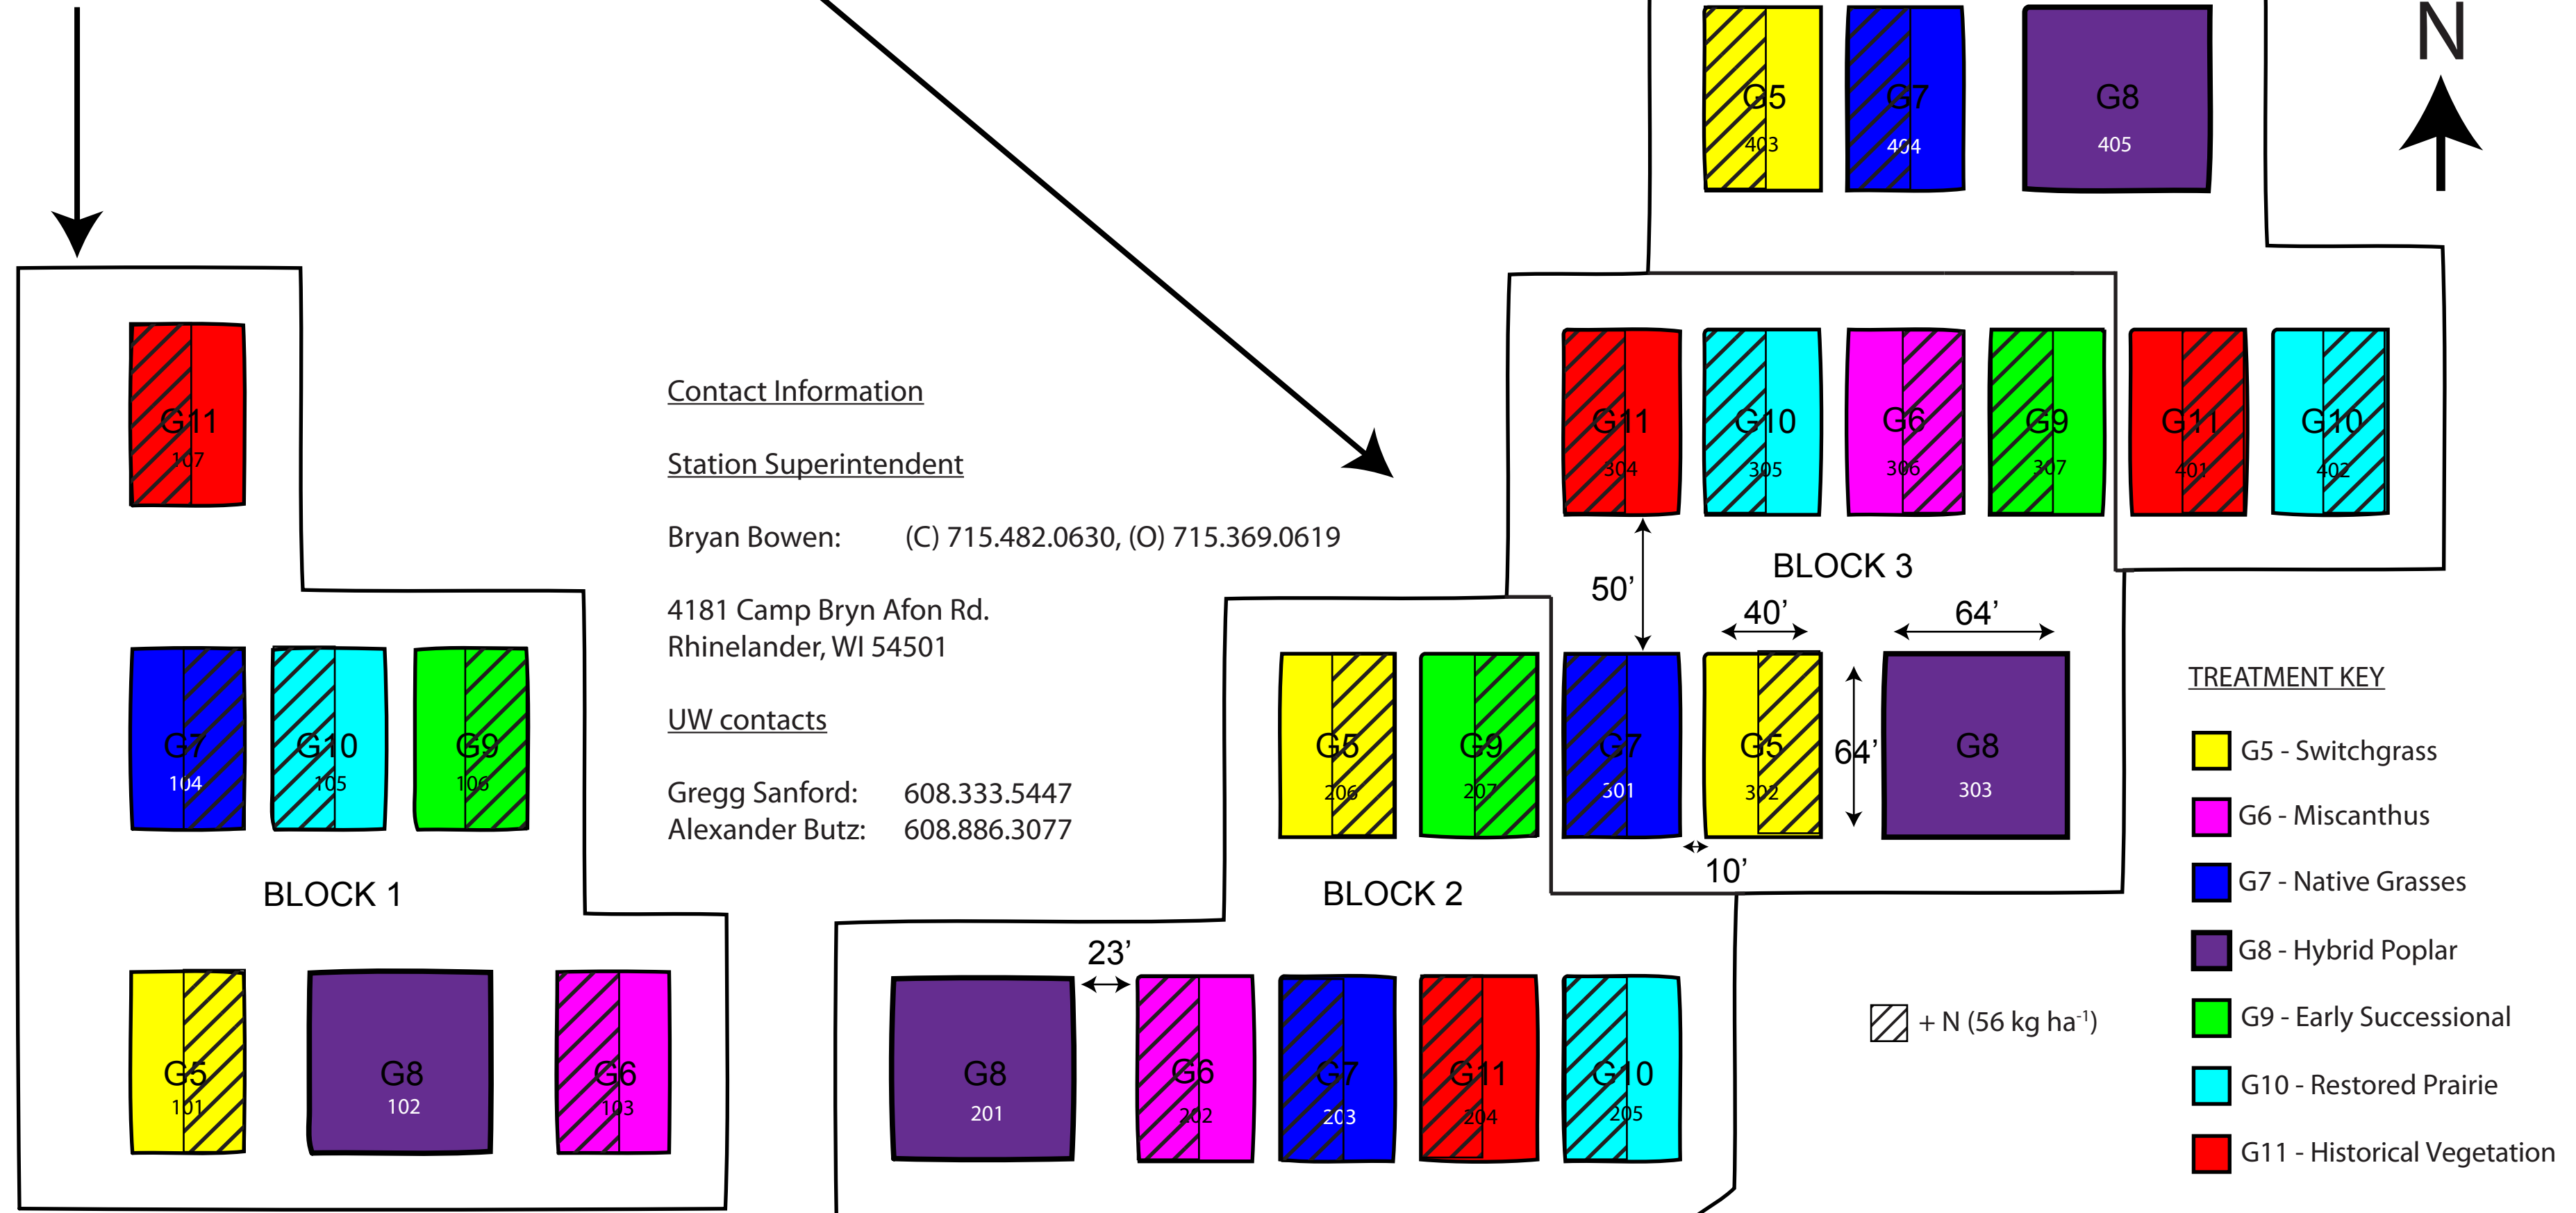 N
G5
403
G7
404
G8
405
G11
304
G10
305
G6
306
G9
307
G11
401
G10
402
BLOCK 3
50’
40’
64’
G7
301
G5
302
64’
G8
303
10’
G11
107
G7
104
G10
105
G9
106
BLOCK 1
G5
101
G8
102
G6
103
Contact Information
Station Superintendent
Bryan Bowen: (C) 715.482.0630, (O) 715.369.0619
4181 Camp Bryn Afon Rd.
Rhinelander, WI 54501
UW contacts
Gregg Sanford: 608.333.5447
Alexander Butz: 608.886.3077
G5
206
G9
207
BLOCK 2
23’
G8
201
G6
202
G7
203
G11
204
G10
205
+ N (56 kg ha⁻¹)
TREATMENT KEY
G5 - Switchgrass
G6 - Miscanthus
G7 - Native Grasses
G8 - Hybrid Poplar
G9 - Early Successional
G10 - Restored Prairie
G11 - Historical Vegetation